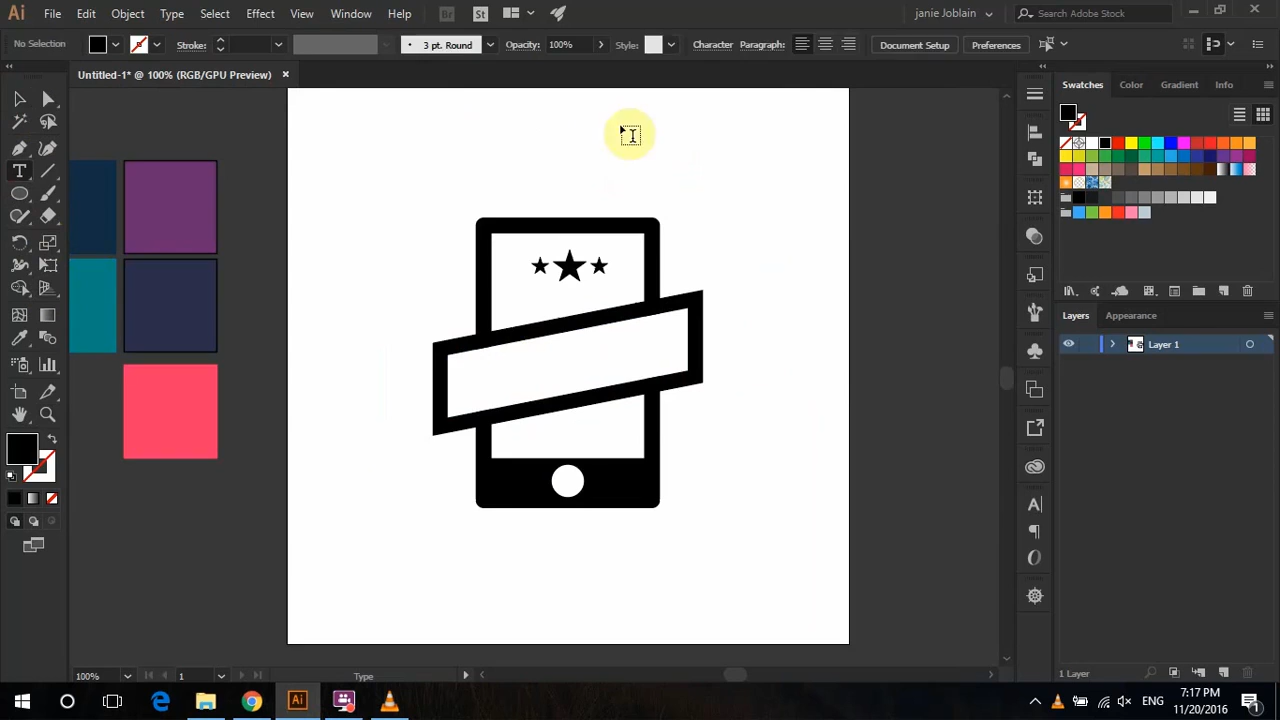 Ai File Edit Object Type Select Effect View Window Help Br St janie Joblain Search Adobe Stock
No Selection Stroke: 3 pt. Round Opacity: 100% Style: Character Paragraph: Document Setup Preferences
Untitled-1* @ 100% (RGB/GPU Preview)
Swatches Color Gradient Info
Layers Appearance
Layer 1
100% 1 Type 1 Layer
7:17 PM
ENG
11/20/2016